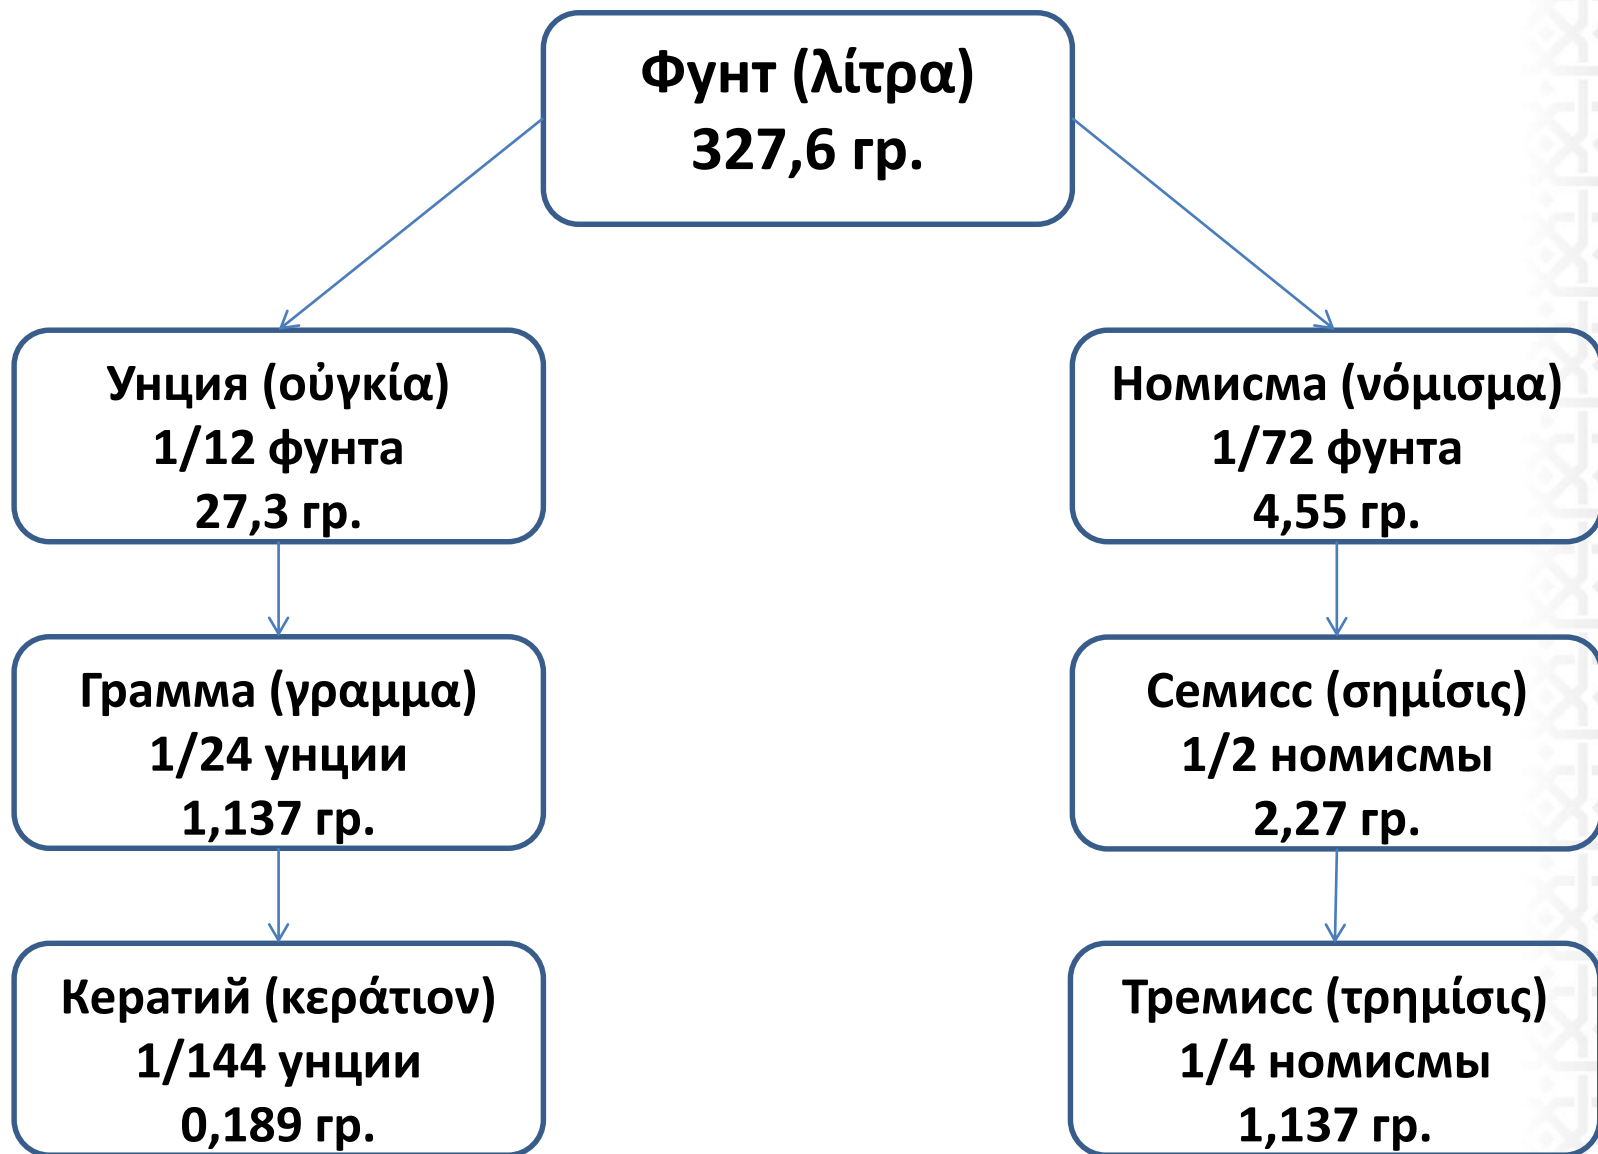 Фунт (λίτρα)
327,6 гр.
Унция (οὐγκία)
1/12 фунта
27,3 гр.
Номисма (νόμισμα)
1/72 фунта
4,55 гр.
Грамма (γραμμα)
1/24 унции
1,137 гр.
Семисс (σημίσις)
1/2 номисмы
2,27 гр.
Кератий (κεράτιον)
1/144 унции
0,189 гр.
Тремисс (τρημίσις)
1/4 номисмы
1,137 гр.